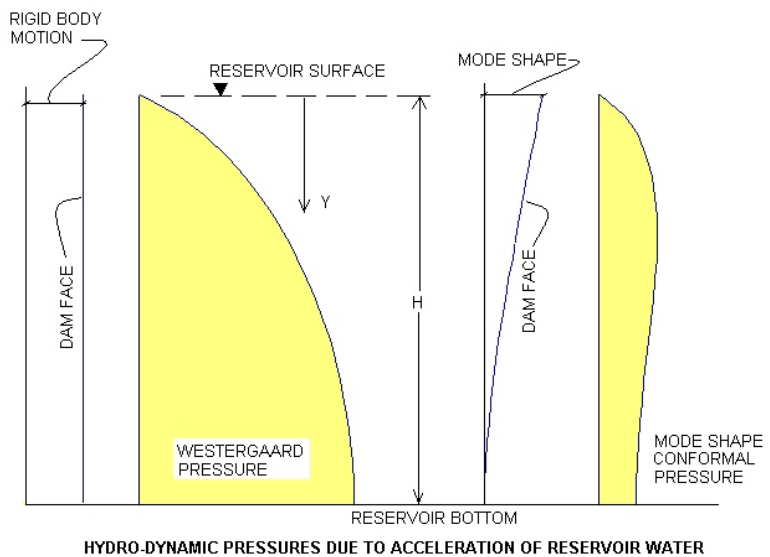 RIGID BODY
MOTION
RESERVOIR SURFACE
MODE SHAPE
Y
DAM FACE
H
DAM FACE
WESTERGAARD
PRESSURE
MODE SHAPE
CONFORMAL
PRESSURE
RESERVOIR BOTTOM
HYDRO-DYNAMIC PRESSURES DUE TO ACCELERATION OF RESERVOIR WATER